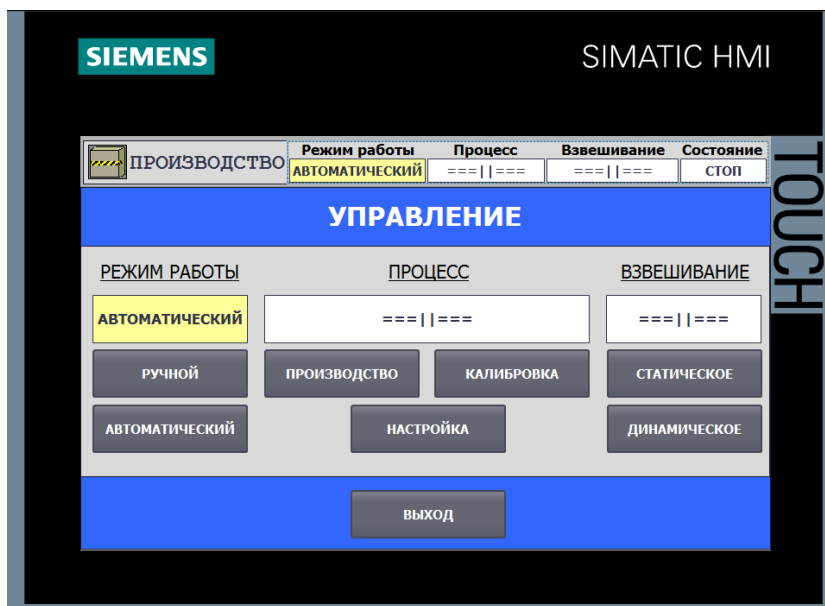 SIEMENS
SIMATIC HMI
TOUCH
ПРОИЗВОДСТВО
Режим работы Процесс Взвешивание Состояние
АВТОМАТИЧЕСКИЙ ===||=== ===||=== СТОП
УПРАВЛЕНИЕ
РЕЖИМ РАБОТЫ ПРОЦЕСС ВЗВЕШИВАНИЕ
АВТОМАТИЧЕСКИЙ ===||=== ===||===
РУЧНОЙ ПРОИЗВОДСТВО КАЛИБРОВКА СТАТИЧЕСКОЕ
АВТОМАТИЧЕСКИЙ НАСТРОЙКА ДИНАМИЧЕСКОЕ
ВЫХОД